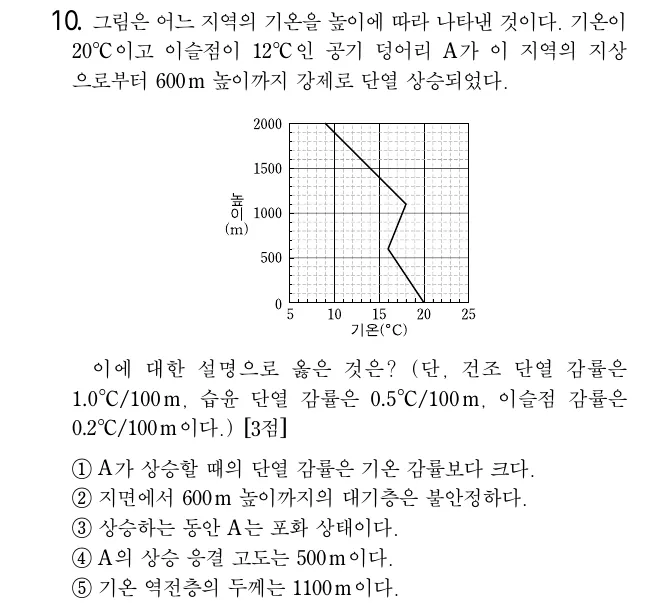 10. 그림은 어느 지역의 기온을 높이에 따라 나타낸 것이다. 기온이
20℃이고 이슬점이 12℃인 공기 덩어리 A가 이 지역의 지상
으로부터 600m 높이까지 강제로 단열 상승되었다.
2000
1500
높이
(m)
1000
500
0
5 10 15 20 25
기온(℃)
이에 대한 설명으로 옳은 것은? (단, 건조 단열 감률은
1.0℃/100m, 습윤 단열 감률은 0.5℃/100m, 이슬점 감률은
0.2℃/100m이다.) [3점]
① A가 상승할 때의 단열 감률은 기온 감률보다 크다.
② 지면에서 600m 높이까지의 대기층은 불안정하다.
③ 상승하는 동안 A는 포화 상태이다.
④ A의 상승 응결 고도는 500m이다.
⑤ 기온 역전층의 두께는 1100m이다.